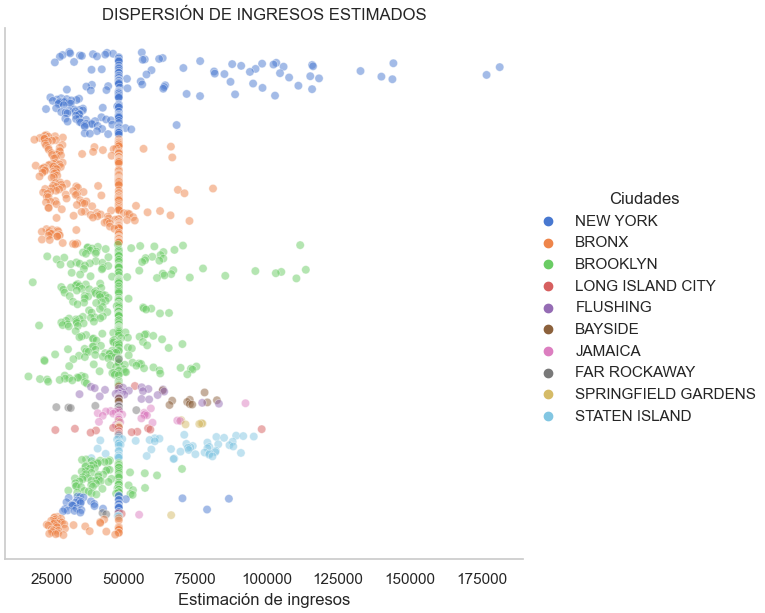 DISPERSIÓN DE INGRESOS ESTIMADOS
Ciudades
NEW YORK
BRONX
BROOKLYN
LONG ISLAND CITY
FLUSHING
BAYSIDE
JAMAICA
FAR ROCKAWAY
SPRINGFIELD GARDENS
STATEN ISLAND
25000 50000 75000 100000 125000 150000 175000
Estimación de ingresos